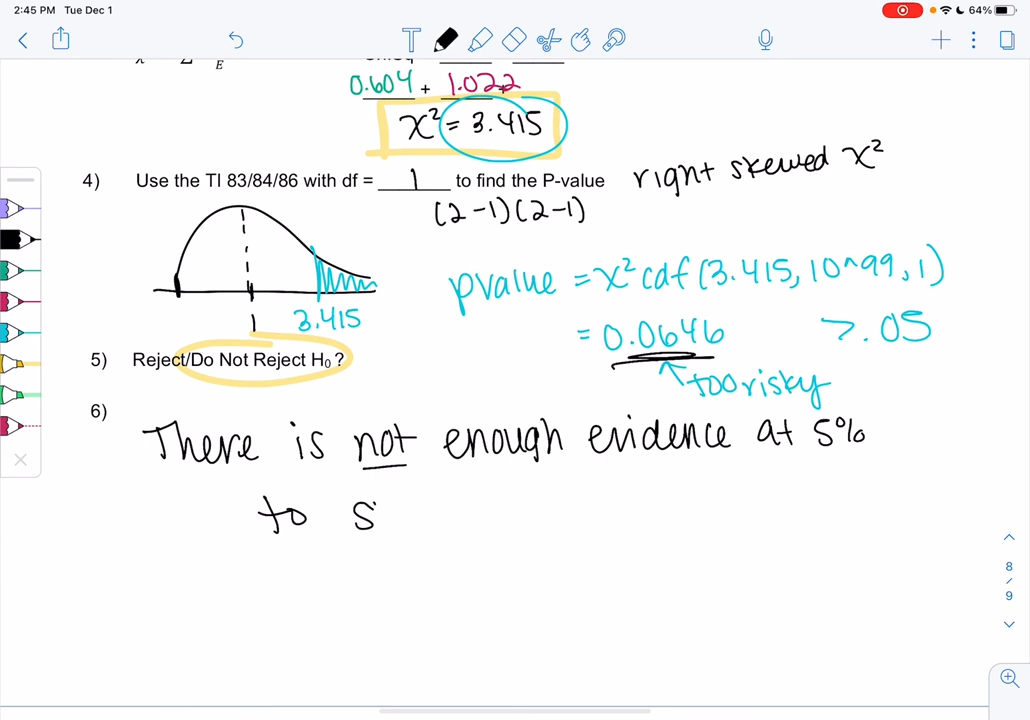 2:45 PM Tue Dec 1
64%
T
E
0.604 + 1.022
x² = 3.415
4) Use the TI 83/84/86 with df = 1 to find the P-value
right skewed x²
(2-1)(2-1)
pvalue = x²cdf(3.415, 10^99, 1)
1
3.415
= 0.0646 >.05
5) Reject/Do Not Reject H₀ ?
too risky
6)
There is not enough evidence at 5%
to s
8
/
9